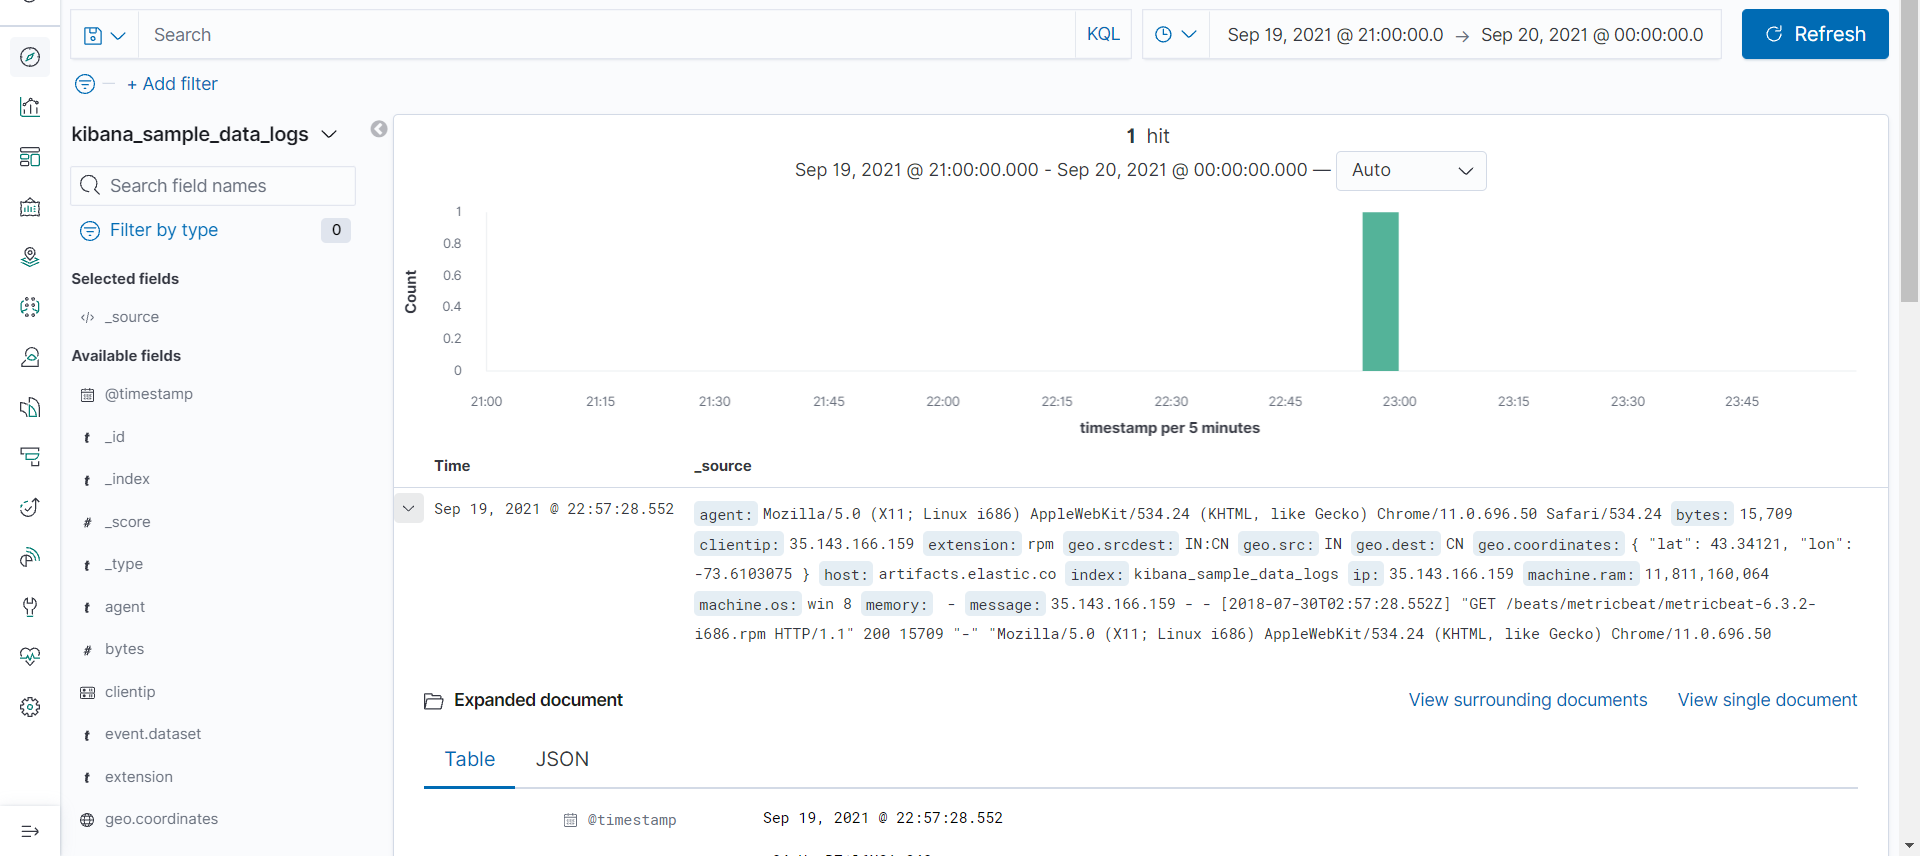 Search
KQL
Sep 19, 2021 @ 21:00:00.0 → Sep 20, 2021 @ 00:00:00.0
Refresh
+ Add filter
kibana_sample_data_logs
Search field names
Filter by type 0
Selected fields
_source
Available fields
@timestamp
t _id
t _index
# _score
t _type
t agent
# bytes
clientip
t event.dataset
t extension
geo.coordinates
1 hit
Sep 19, 2021 @ 21:00:00.000 - Sep 20, 2021 @ 00:00:00.000 — Auto
Count
1
0.8
0.6
0.4
0.2
0
21:00 21:15 21:30 21:45 22:00 22:15 22:30 22:45 23:00 23:15 23:30 23:45
timestamp per 5 minutes
Time _source
Sep 19, 2021 @ 22:57:28.552
agent: Mozilla/5.0 (X11; Linux i686) AppleWebKit/534.24 (KHTML, like Gecko) Chrome/11.0.696.50 Safari/534.24 bytes: 15,709
clientip: 35.143.166.159 extension: rpm geo.srcdest: IN:CN geo.src: IN geo.dest: CN geo.coordinates: { "lat": 43.34121, "lon":
-73.6103075 } host: artifacts.elastic.co index: kibana_sample_data_logs ip: 35.143.166.159 machine.ram: 11,811,160,064
machine.os: win 8 memory: - message: 35.143.166.159 - - [2018-07-30T02:57:28.552Z] "GET /beats/metricbeat/metricbeat-6.3.2-
i686.rpm HTTP/1.1" 200 15709 "-" "Mozilla/5.0 (X11; Linux i686) AppleWebKit/534.24 (KHTML, like Gecko) Chrome/11.0.696.50
Expanded document
View surrounding documents View single document
Table JSON
@timestamp Sep 19, 2021 @ 22:57:28.552